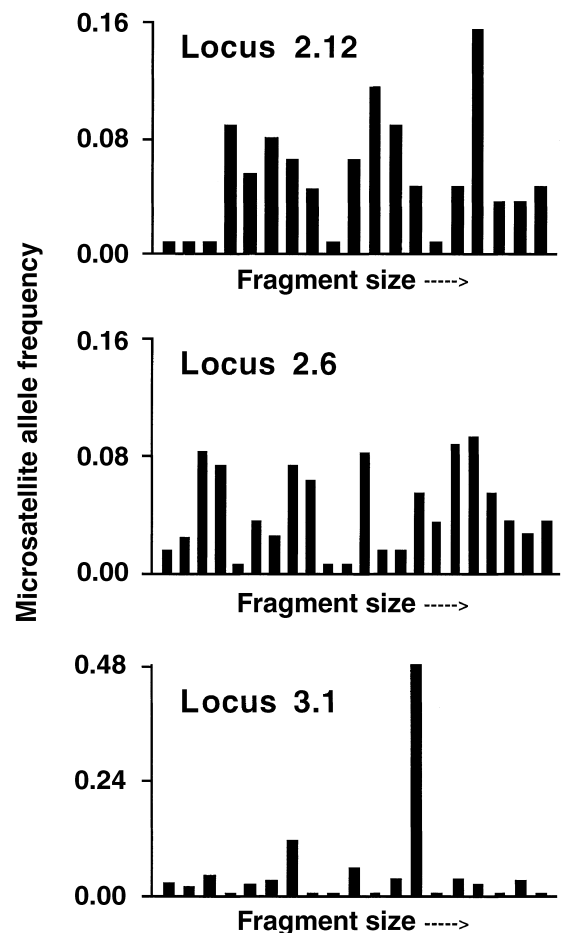 Microsatellite allele frequency
0.16
Locus 2.12
0.08
0.00
Fragment size ----->
0.16
Locus 2.6
0.08
0.00
Fragment size ----->
0.48
Locus 3.1
0.24
0.00
Fragment size ----->